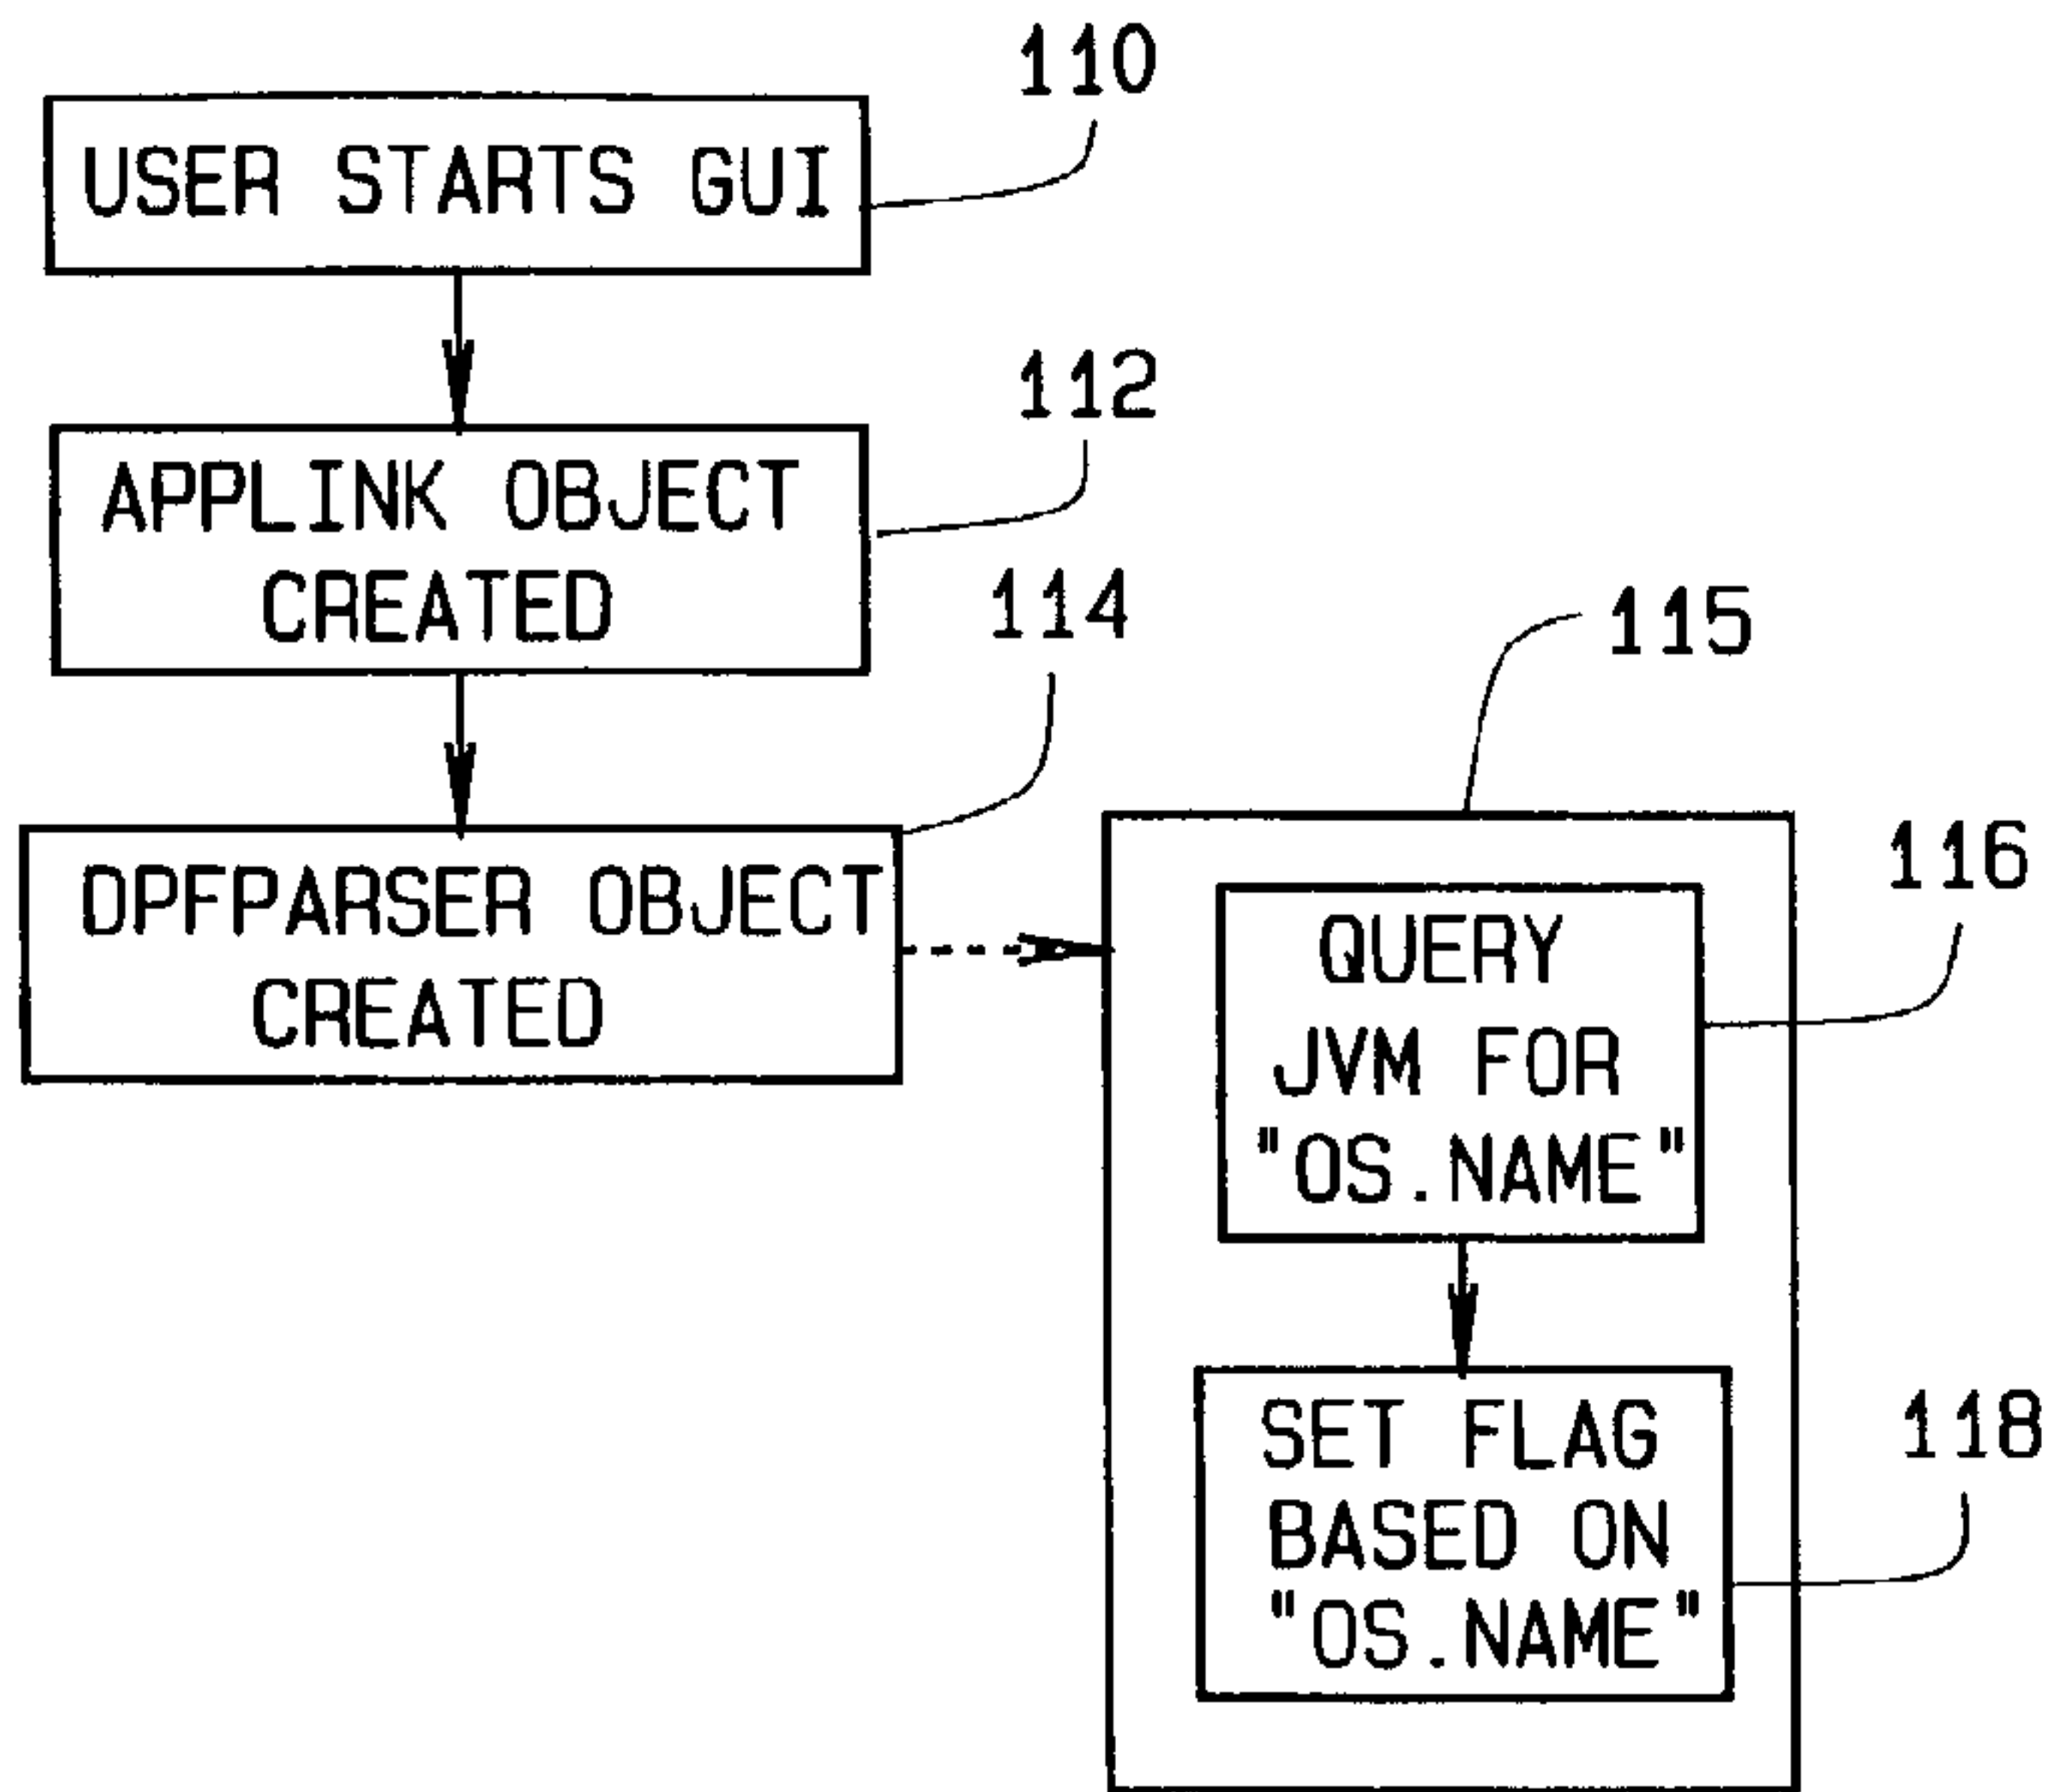 110
USER STARTS GUI
112
APPLINK OBJECT
CREATED
114
DPFPARSER OBJECT
CREATED
115
116
QUERY
JVM FOR
"OS.NAME"
118
SET FLAG
BASED ON
"OS.NAME"